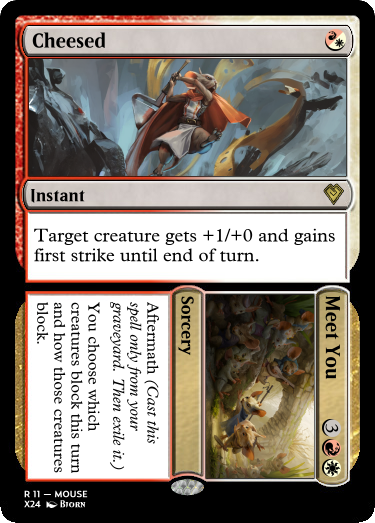 Cheesed
Instant
Target creature gets +1/+0 and gains
first strike until end of turn.
Meet You
3
Sorcery
Aftermath (Cast this
spell only from your
graveyard. Then exile it.)
You choose which
creatures block this turn
and how those creatures
block.
R 11 — MOUSE
X24 Bjorn